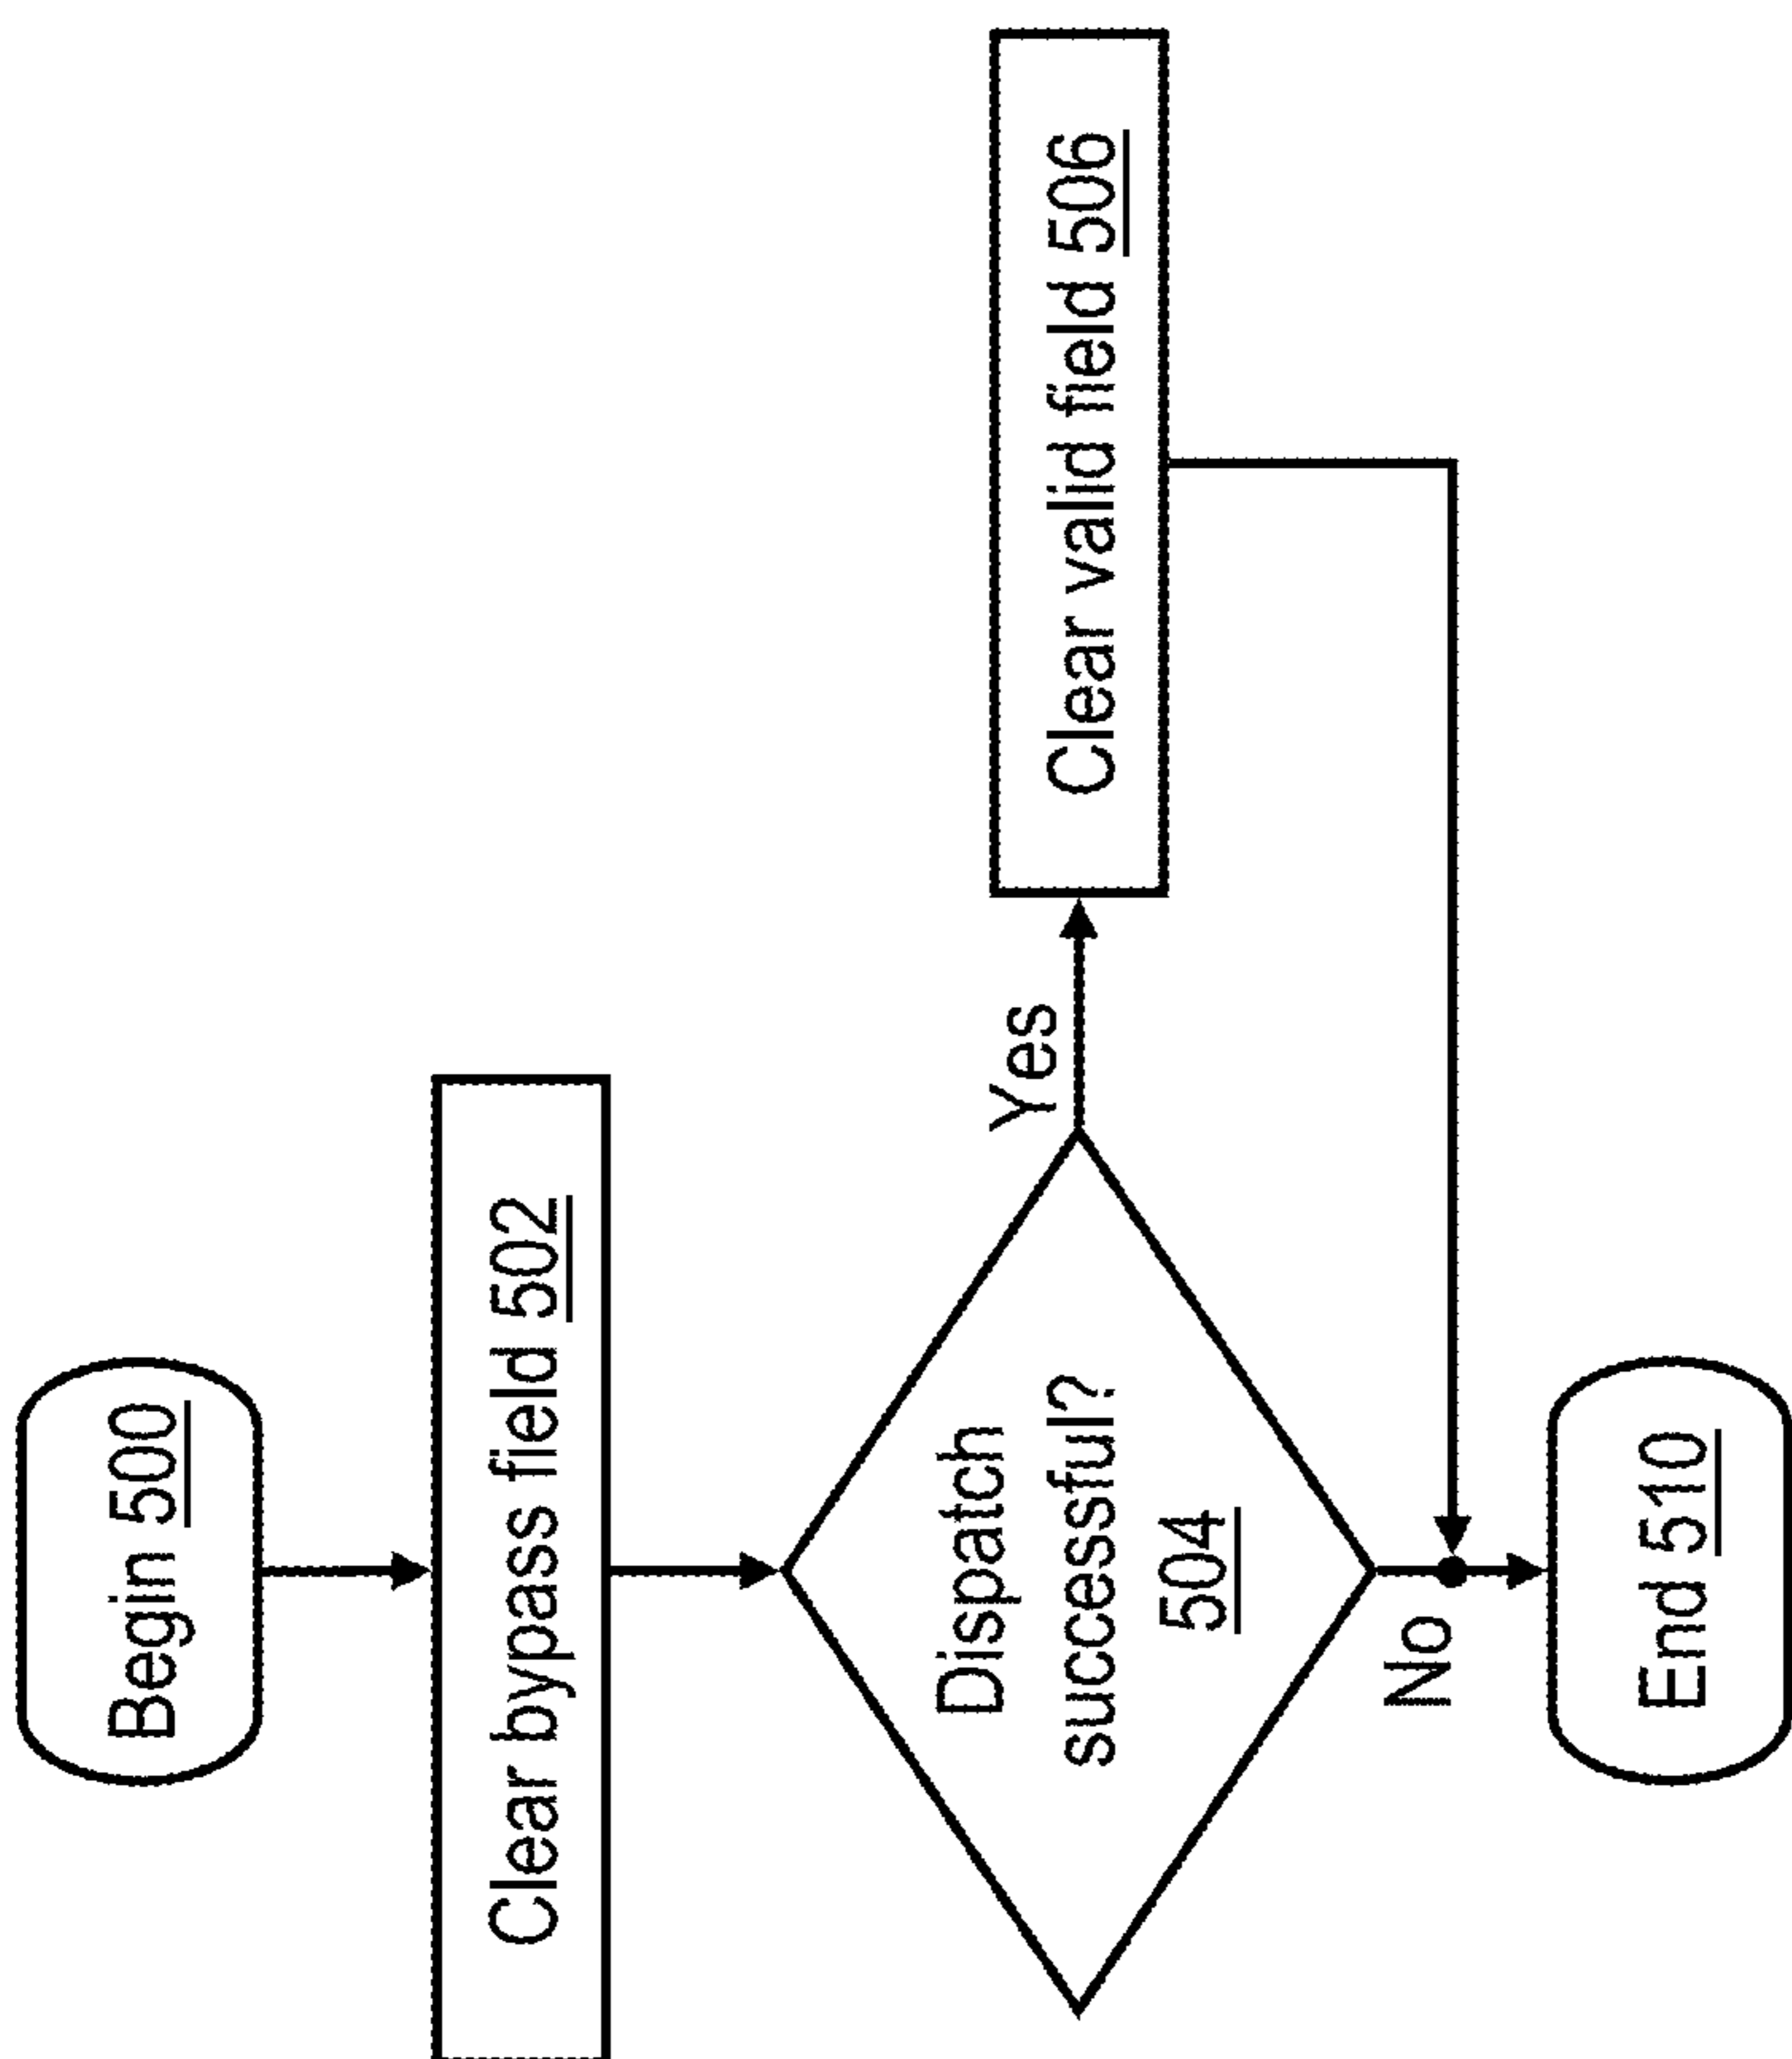 Begin 500
Clear bypass field 502
Dispatch
successful?
504
Yes
Clear valid field 506
No
End 510